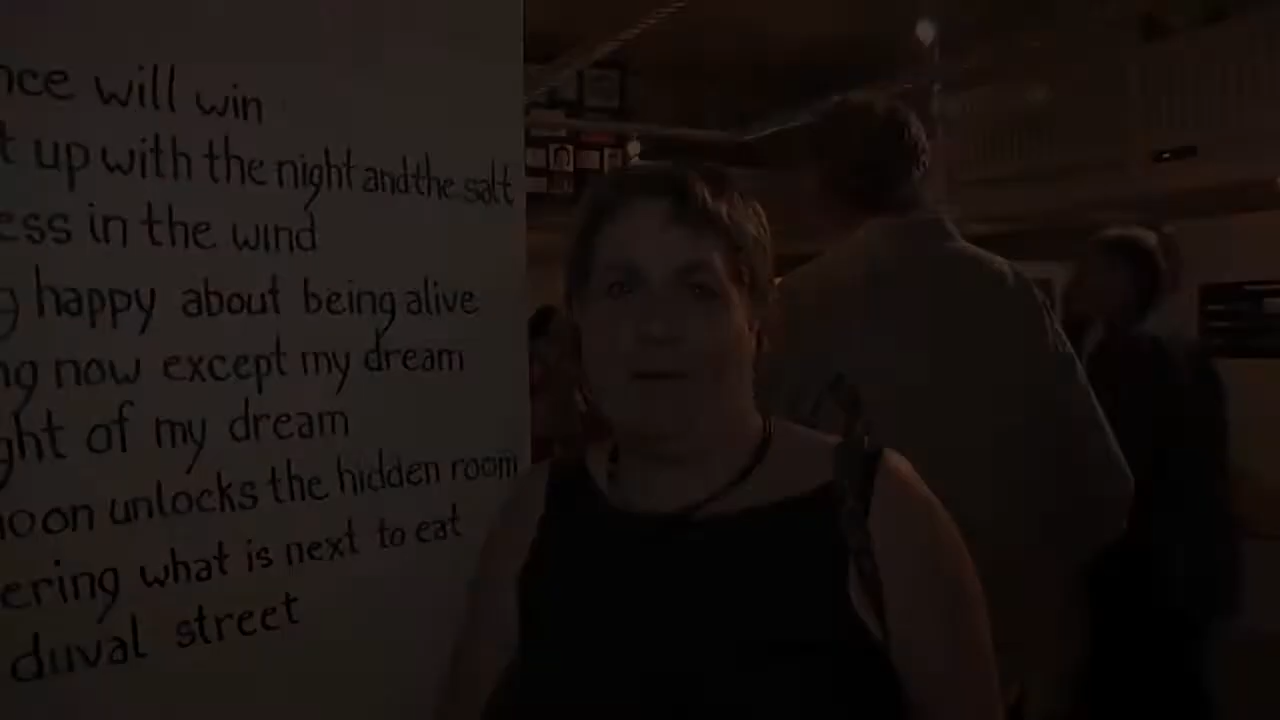 nce will win
t up with the night and the salt
ess in the wind
g happy about being alive
ng now except my dream
ght of my dream
oon unlocks the hidden room
ering what is next to eat
duval street